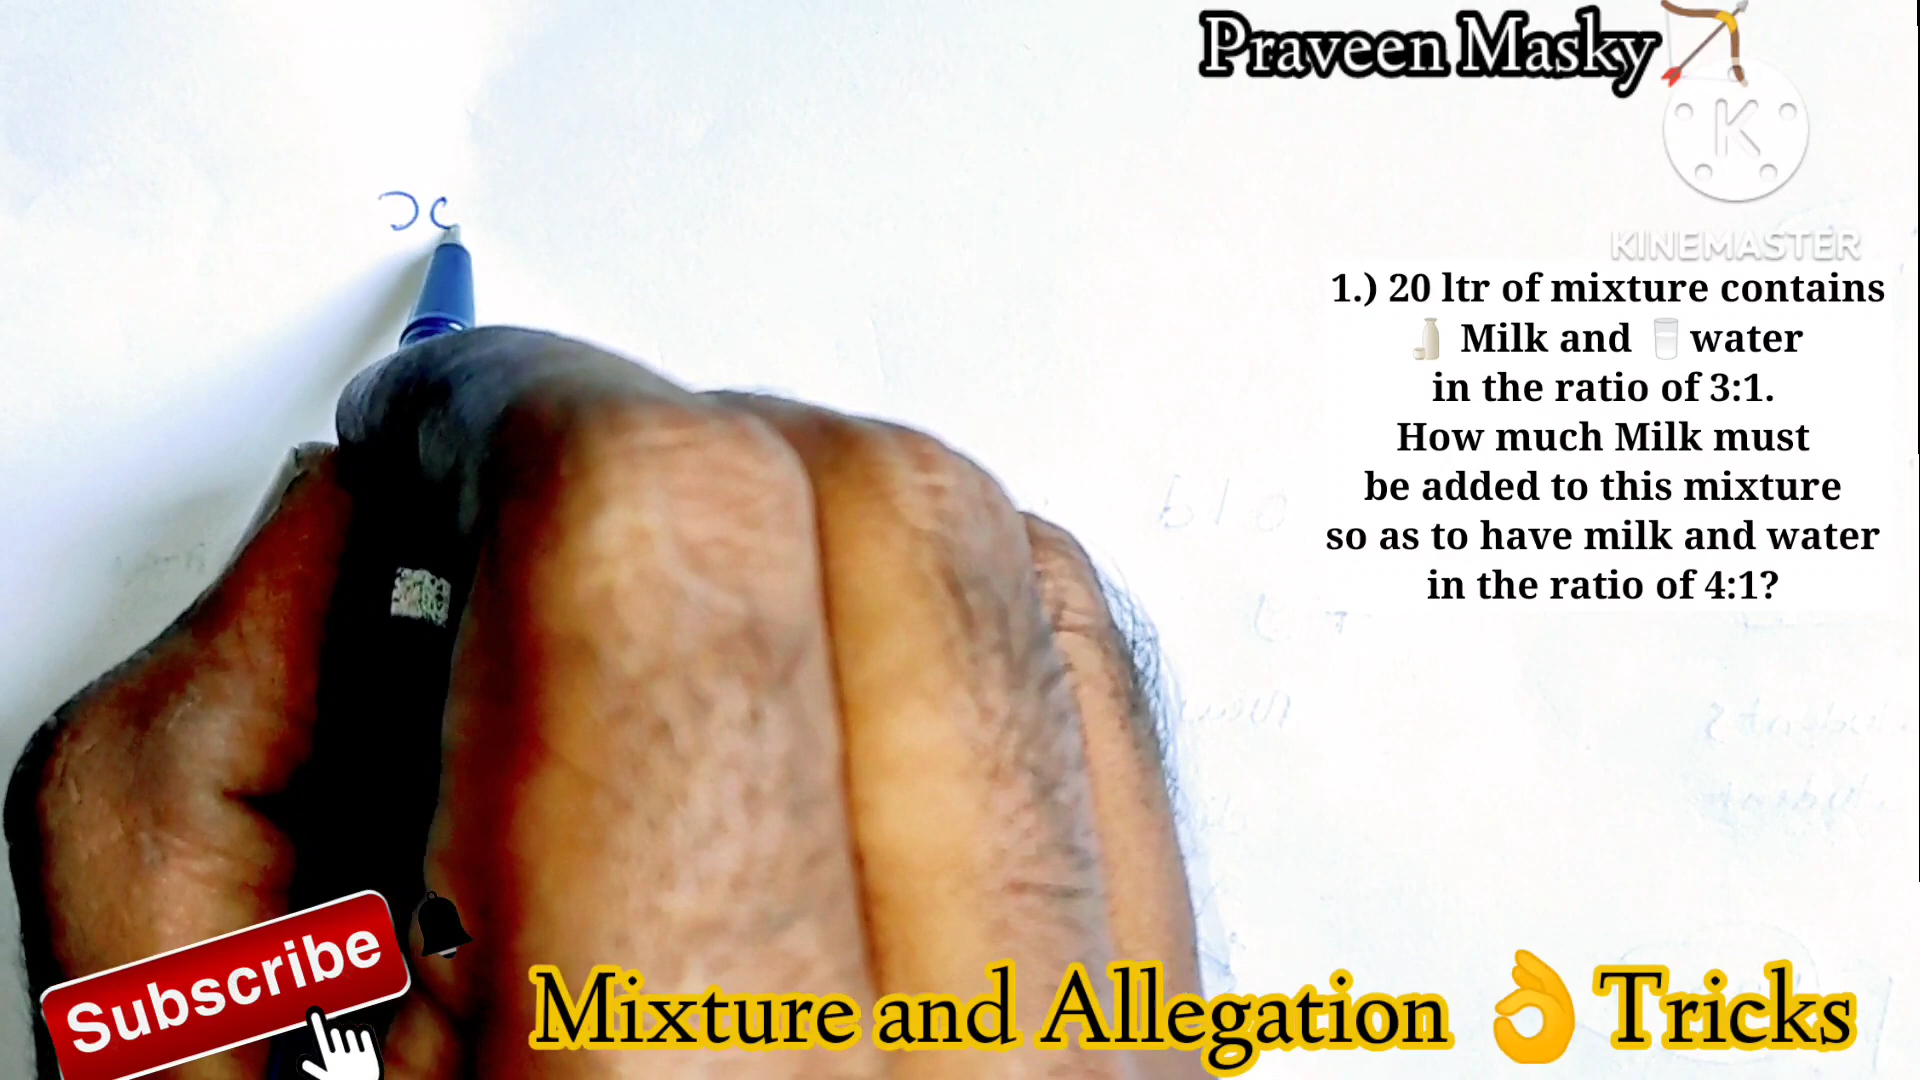 Praveen Masky
K
KINEMASTER
1.) 20 ltr of mixture contains
Milk and water
in the ratio of 3:1.
How much Milk must
be added to this mixture
so as to have milk and water
in the ratio of 4:1?
Subscribe
Mixture and Allegation 👌 Tricks